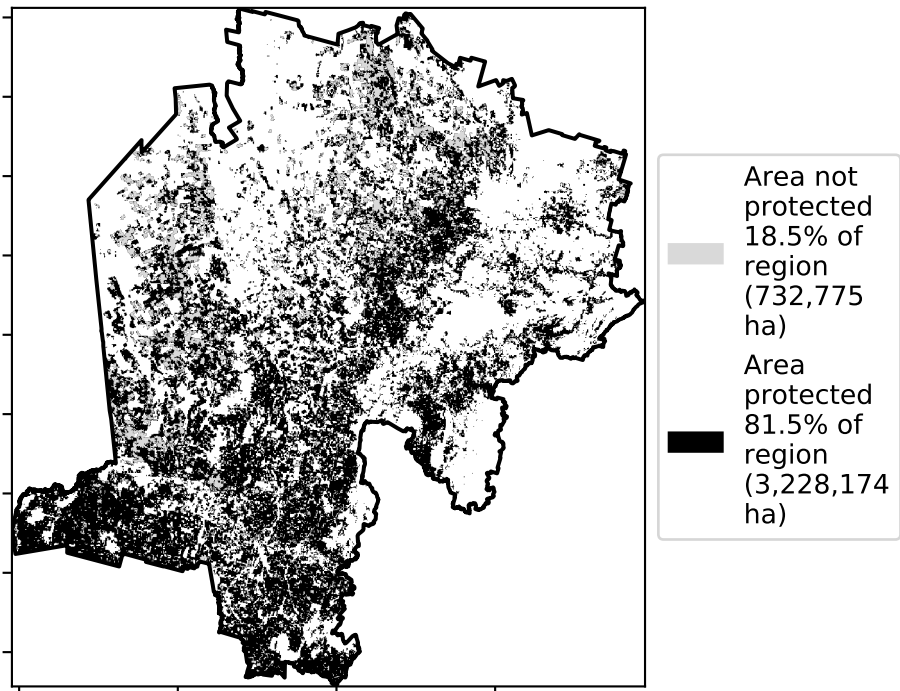 Area not
protected
18.5% of
region
(732,775
ha)
Area
protected
81.5% of
region
(3,228,174
ha)